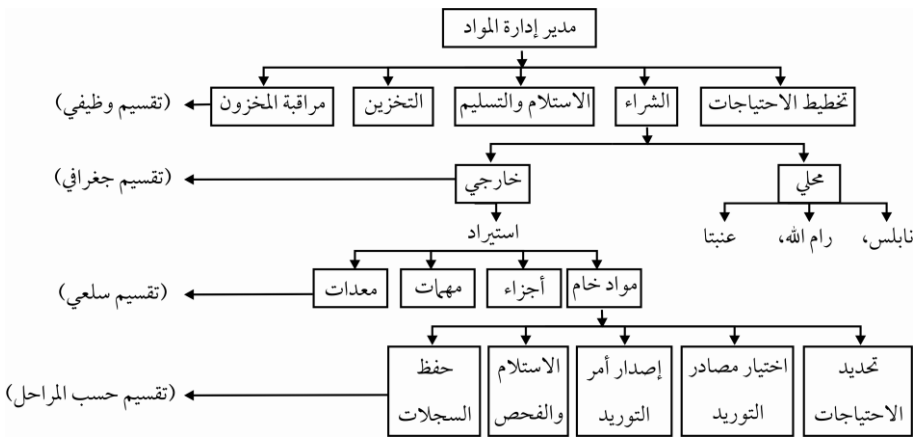 مدير إدارة المواد
تخطيط الاحتياجات
الشراء
الاستلام والتسليم
التخزين
مراقبة المخزون
(تقسيم وظيفي)
محلي
خارجي
(تقسيم جغرافي)
نابلس،
رام الله،
عنبتا
استيراد
مواد خام
أجزاء
مهمات
معدات
(تقسيم سلعي)
تحديد
الاحتياجات
اختيار مصادر
التوريد
إصدار أمر
التوريد
الاستلام
والفحص
حفظ
السجلات
(تقسيم حسب المراحل)